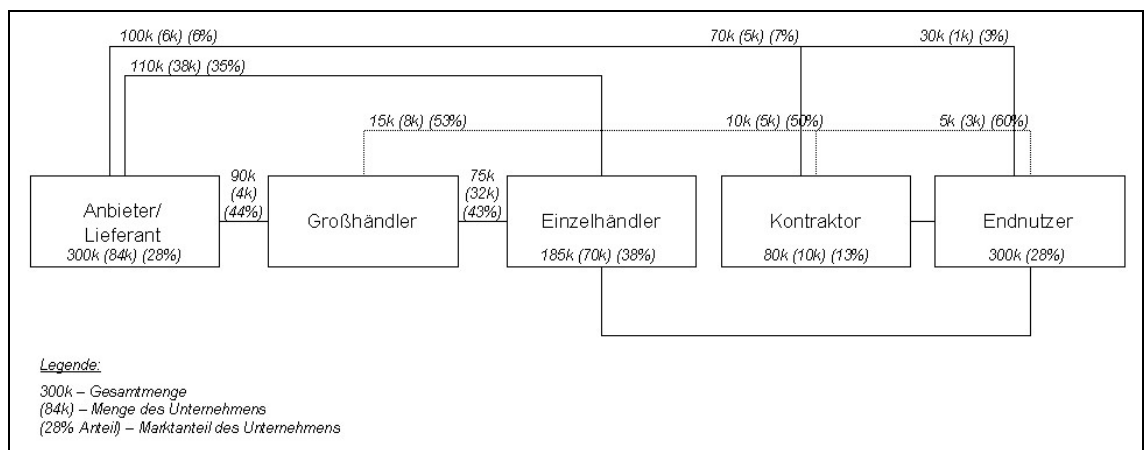 100k (6k) (6%)
70k (5k) (7%)
30k (1k) (3%)
110k (38k) (35%)
15k (8k) (53%)
10k (5k) (50%)
5k (3k) (60%)
90k
(4k)
(44%)
75k
(32k)
(43%)
Anbieter/
Lieferant
300k (84k) (28%)
Großhändler
Einzelhändler
185k (70k) (38%)
Kontraktor
80k (10k) (13%)
Endnutzer
300k (28%)
Legende:
300k – Gesamtmenge
(84k) – Menge des Unternehmens
(28% Anteil) – Marktanteil des Unternehmens